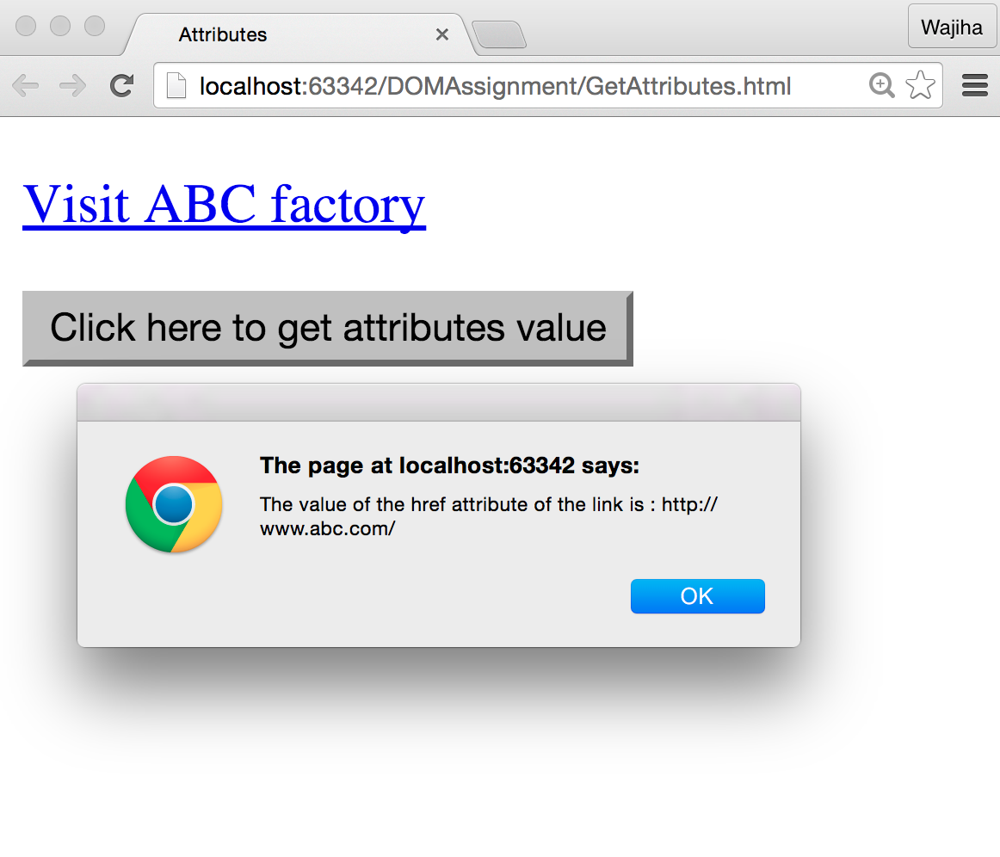 Attributes
Wajiha
localhost:63342/DOMAssignment/GetAttributes.html
Visit ABC factory
Click here to get attributes value
The page at localhost:63342 says:
The value of the href attribute of the link is : http://
www.abc.com/
OK